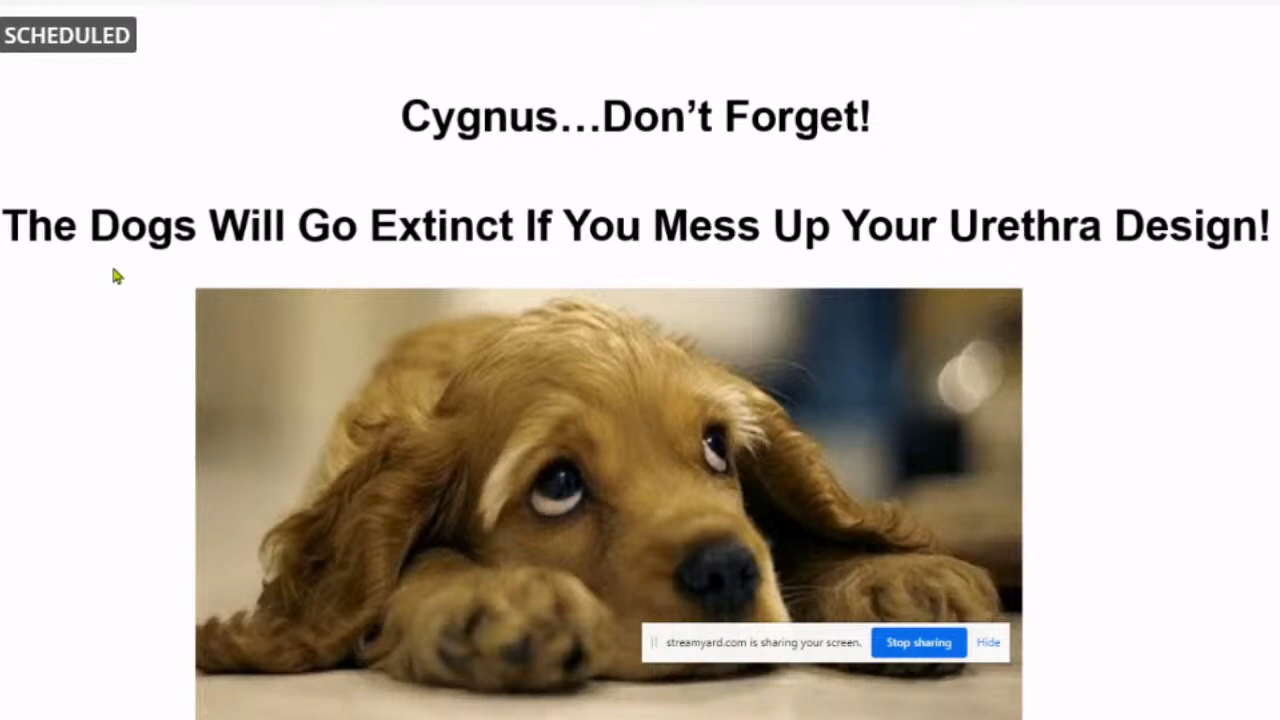 SCHEDULED
Cygnus…Don’t Forget!
The Dogs Will Go Extinct If You Mess Up Your Urethra Design!
streamyard.com is sharing your screen. Stop sharing Hide